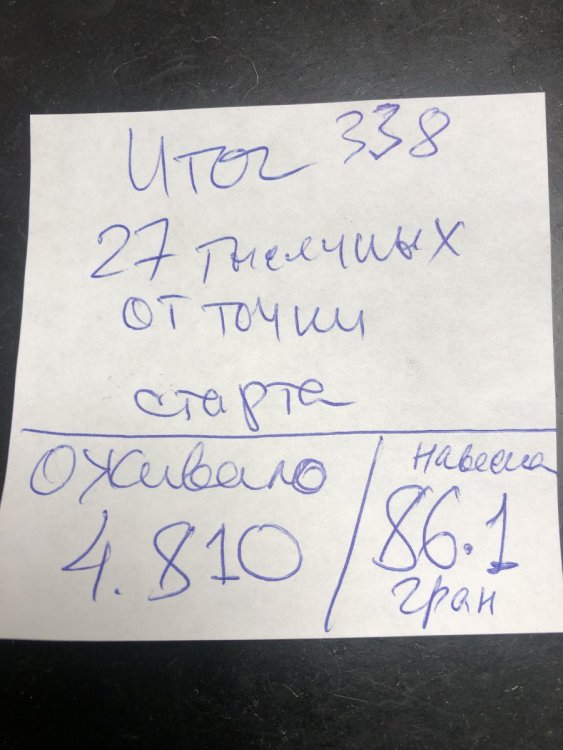 Итог 338
27 тысячных
от точки
старта
Оживало
4.810
навеска
86.1
гран